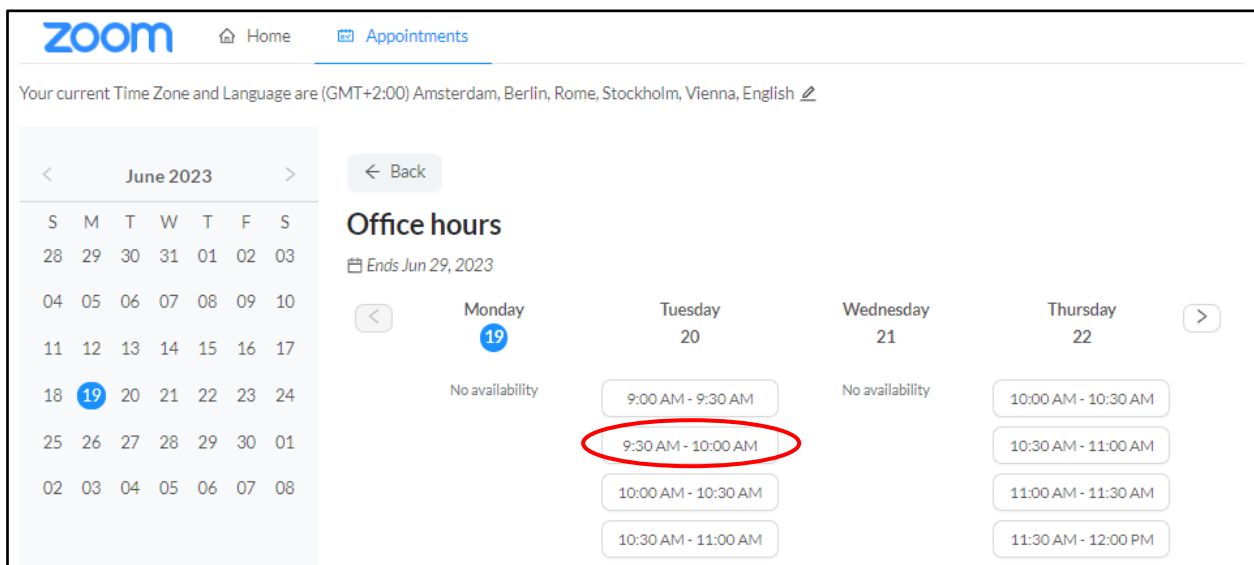 zoom Home Appointments
Your current Time Zone and Language are (GMT+2:00) Amsterdam, Berlin, Rome, Stockholm, Vienna, English
< June 2023 >
S M T W T F S
28 29 30 31 01 02 03
04 05 06 07 08 09 10
11 12 13 14 15 16 17
18 19 20 21 22 23 24
25 26 27 28 29 30 01
02 03 04 05 06 07 08
← Back
Office hours
Ends Jun 29, 2023
< Monday Tuesday Wednesday Thursday >
19 20 21 22
No availability 9:00 AM - 9:30 AM No availability 10:00 AM - 10:30 AM
9:30 AM - 10:00 AM 10:30 AM - 11:00 AM
10:00 AM - 10:30 AM 11:00 AM - 11:30 AM
10:30 AM - 11:00 AM 11:30 AM - 12:00 PM